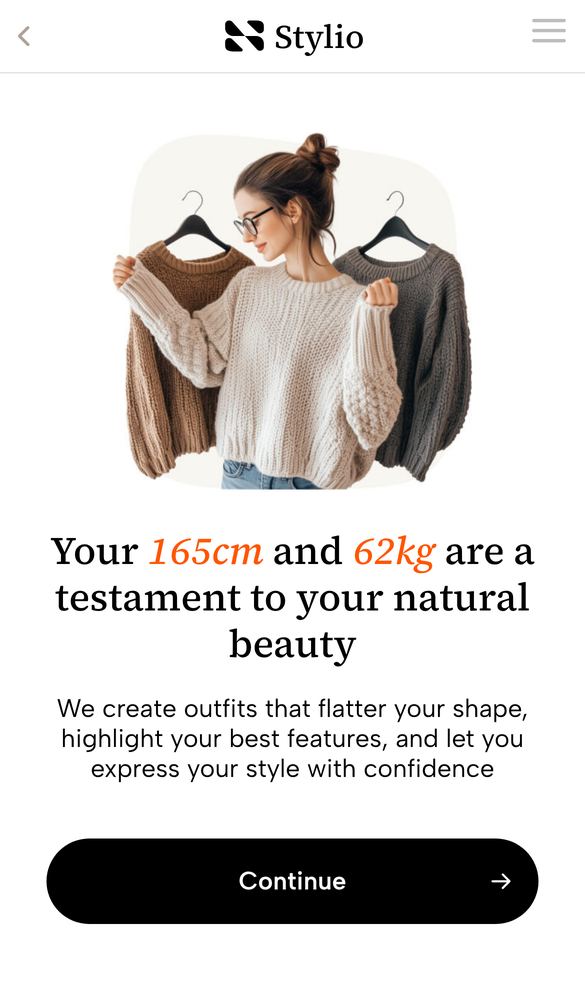 Stylio
Your 165cm and 62kg are a
testament to your natural
beauty
We create outfits that flatter your shape,
highlight your best features, and let you
express your style with confidence
Continue